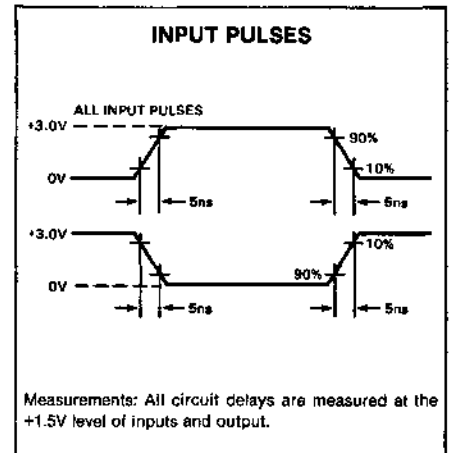 INPUT PULSES
ALL INPUT PULSES
+3.0V
90%
10%
0V
5ns
5ns
+3.0V
10%
90%
0V
5ns
5ns
Measurements: All circuit delays are measured at the
+1.5V level of inputs and output.